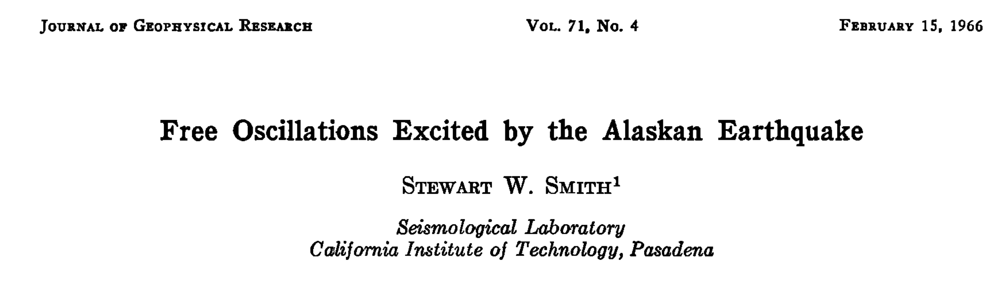 JOURNAL OF GEOPHYSICAL RESEARCH VOL. 71, No. 4 FEBRUARY 15, 1966
Free Oscillations Excited by the Alaskan Earthquake
STEWART W. SMITH¹
Seismological Laboratory
California Institute of Technology, Pasadena